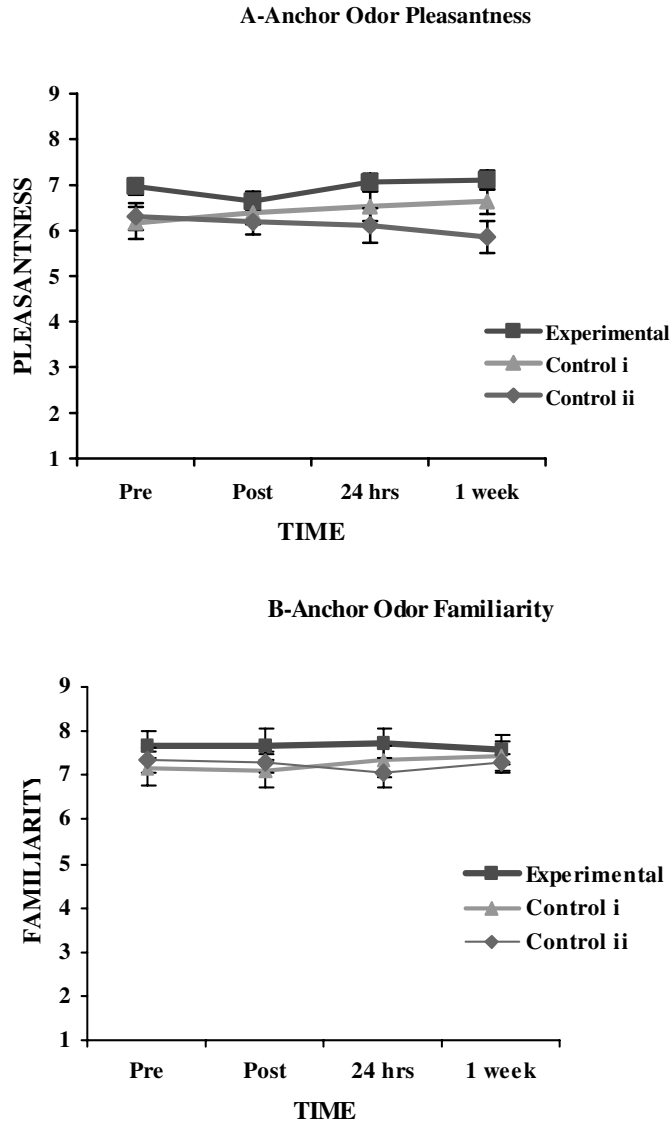 A-Anchor Odor Pleasantness
9
8
7
6
5
4
3
2
1
PLEASANTNESS
Experimental
Control i
Control ii
Pre Post 24 hrs 1 week
TIME
B-Anchor Odor Familiarity
9
8
7
6
5
4
3
2
1
FAMILIARITY
Experimental
Control i
Control ii
Pre Post 24 hrs 1 week
TIME